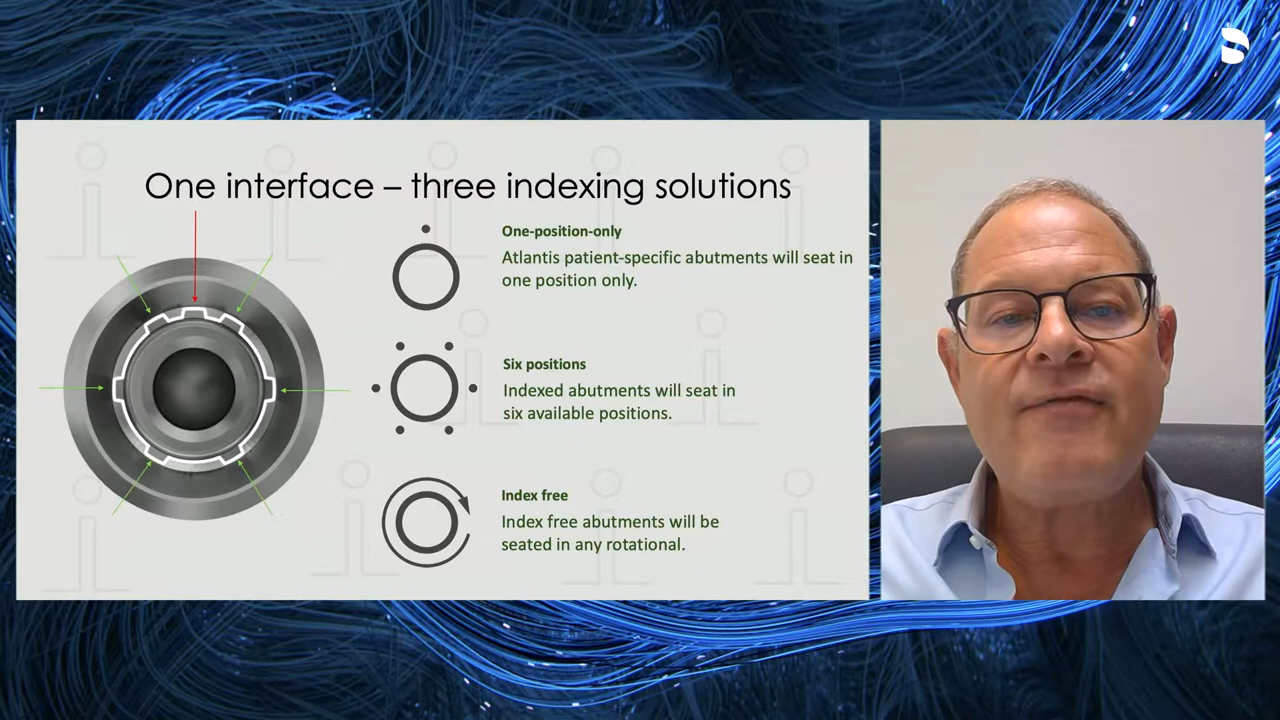 One interface – three indexing solutions
One-position-only
Atlantis patient-specific abutments will seat in
one position only.
Six positions
Indexed abutments will seat in
six available positions.
Index free
Index free abutments will be
seated in any rotational.